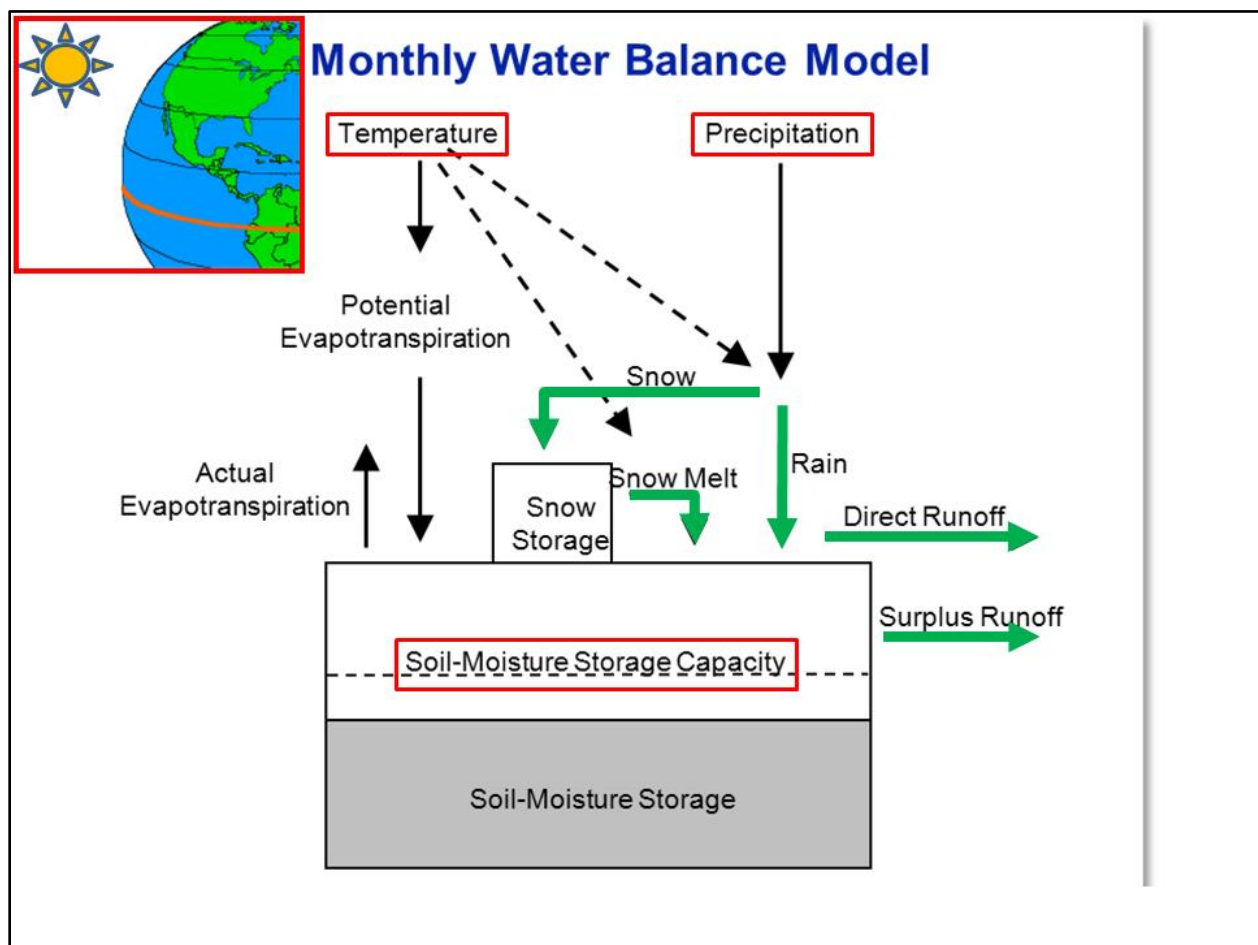 Monthly Water Balance Model
Temperature
Precipitation
Potential
Evapotranspiration
Snow
Actual
Evapotranspiration
Snow Melt
Rain
Snow
Storage
Direct Runoff
Surplus Runoff
Soil-Moisture Storage Capacity
Soil-Moisture Storage